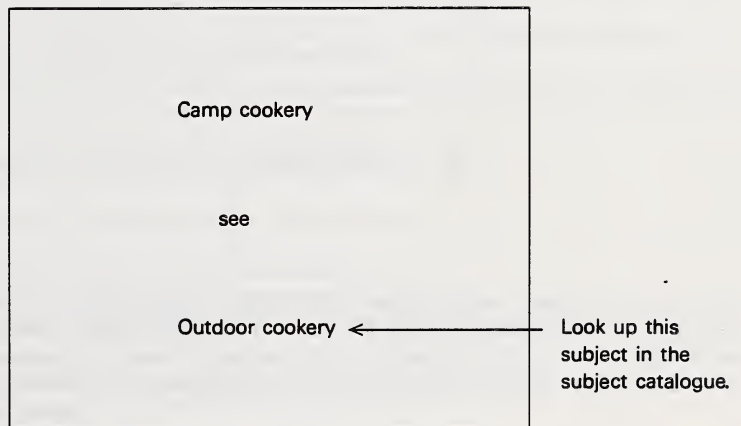 Camp cookery
see
Outdoor cookery
Look up this
subject in the
subject catalogue.